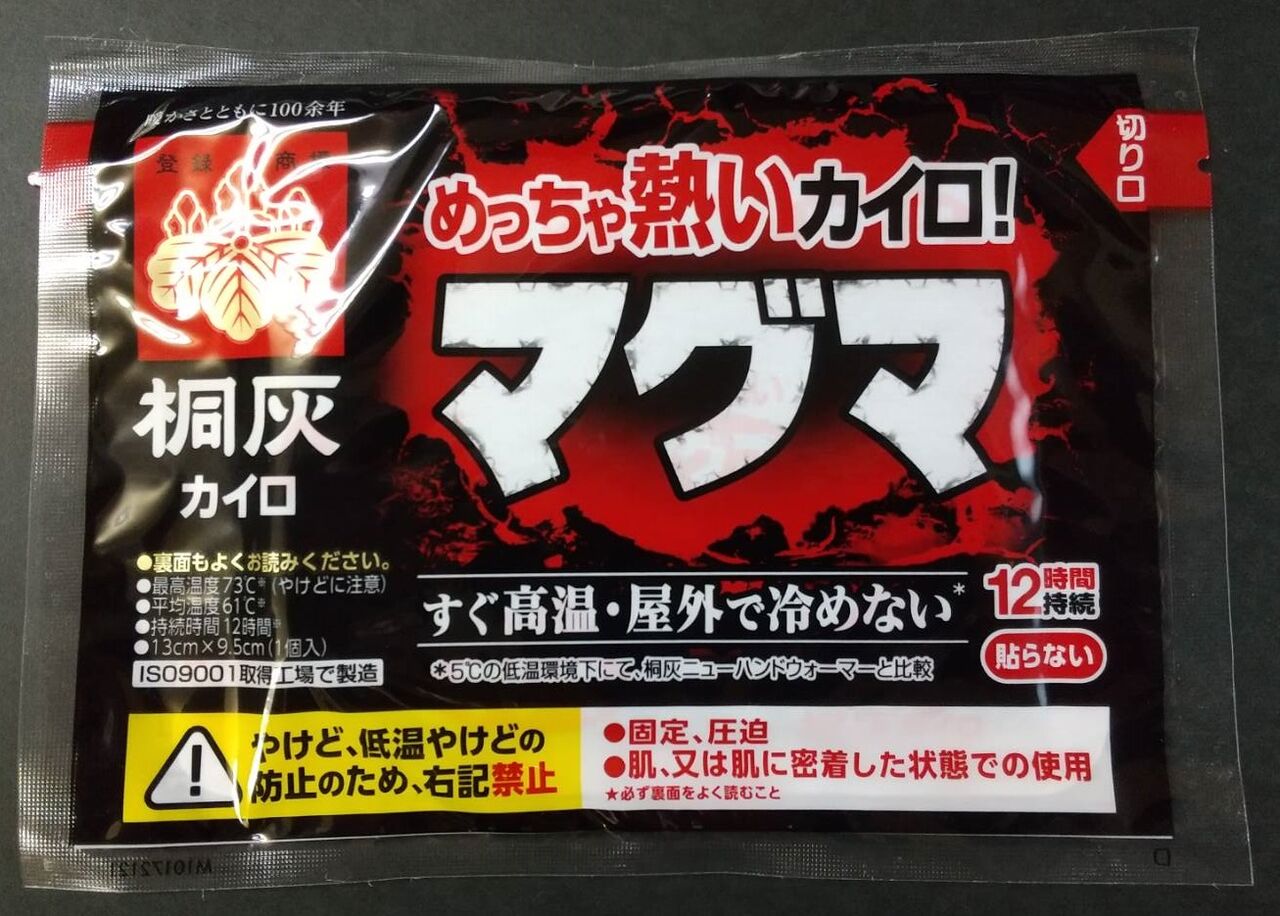 暖かさとともに100余年
登録商標
桐灰
カイロ
めっちゃ熱いカイロ!
マグマ
切り口
●裏面もよくお読みください。
●最高温度73℃※(やけどに注意)
●平均温度61℃※
●持続時間12時間※
●13cm×9.5cm(1個入)
ISO9001取得工場で製造
すぐ高温・屋外で冷めない*
*5℃の低温環境下にて、桐灰ニューハンドウォーマーと比較
12時間持続
貼らない
やけど、低温やけどの
防止のため、右記禁止
●固定、圧迫
●肌、又は肌に密着した状態での使用
★必ず裏面をよく読むこと